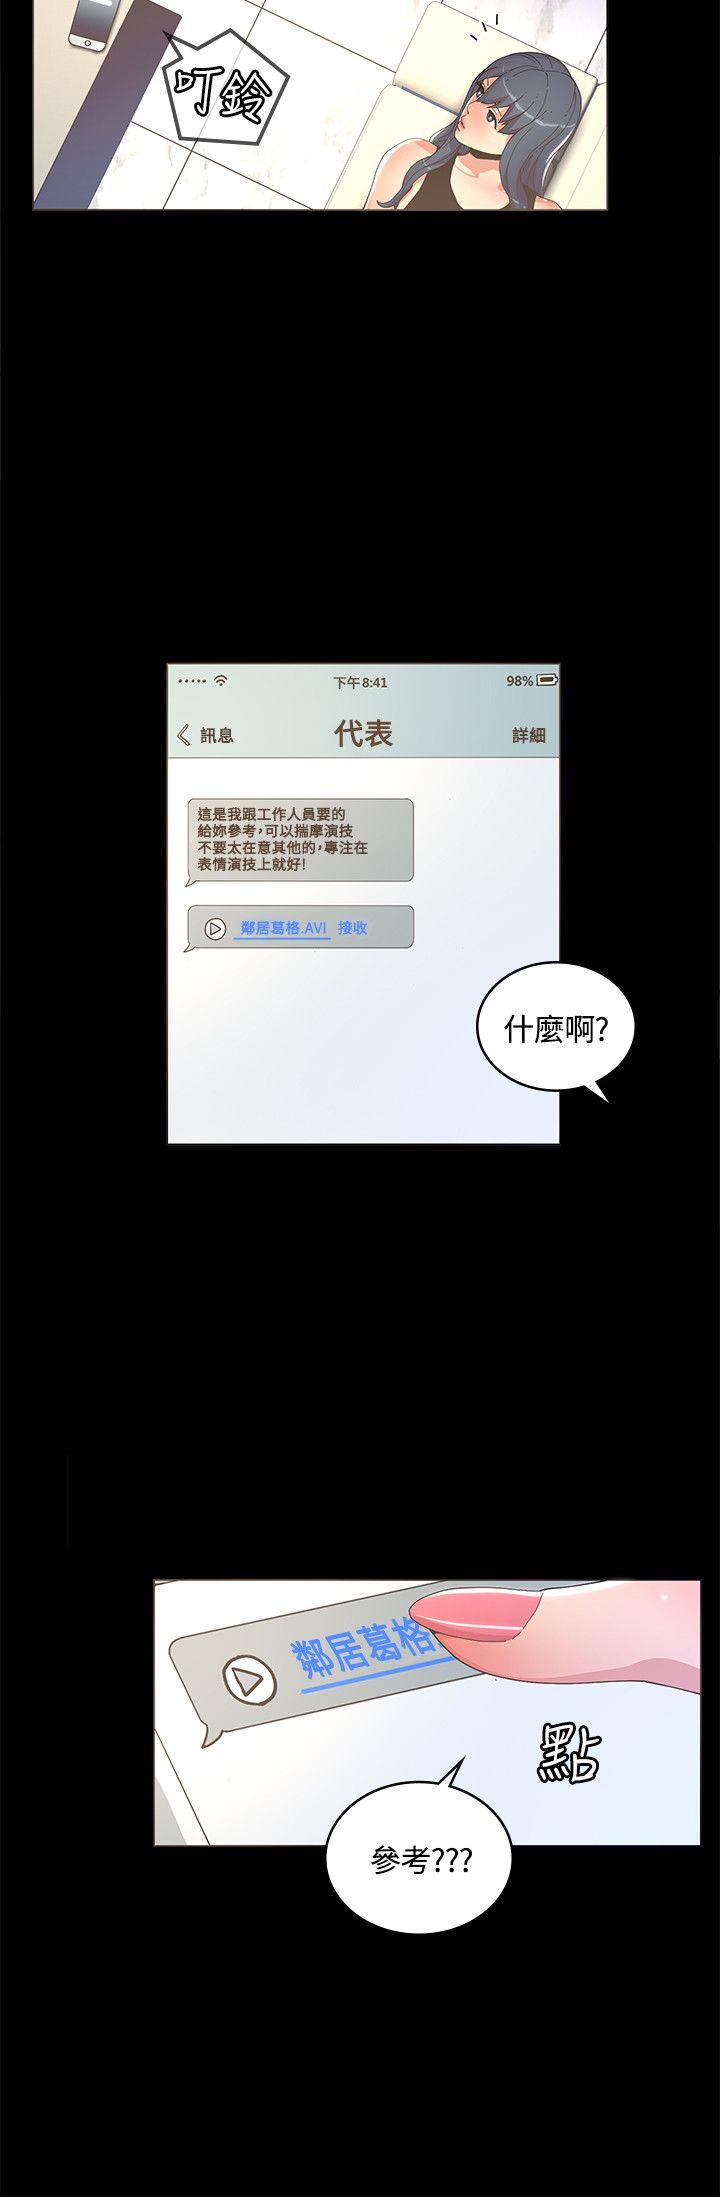 叮鈴
下午 8:41
98%
訊息
代表
詳細
這是我跟工作人員要的
給妳參考,可以揣摩演技
不要太在意其他的,專注在
表情演技上就好!
鄰居葛格.AVI 接收
什麼啊?
鄰居葛格.
點
參考???